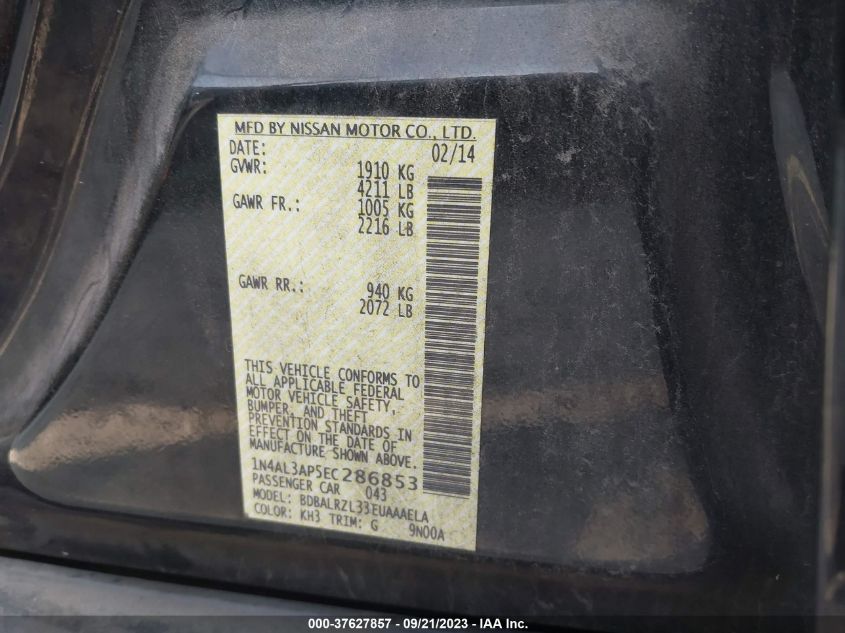 MFD BY NISSAN MOTOR CO., LTD.
DATE: 02/14
GVWR: 1910 KG
4211 LB
GAWR FR.: 1005 KG
2216 LB
GAWR RR.: 940 KG
2072 LB
THIS VEHICLE CONFORMS TO
ALL APPLICABLE FEDERAL
MOTOR VEHICLE SAFETY,
BUMPER, AND THEFT
PREVENTION STANDARDS IN
EFFECT ON THE DATE OF
MANUFACTURE SHOWN ABOVE.
1N4AL3AP5EC286853
PASSENGER CAR 043
MODEL: BDBALRZL33EUAAAELA
COLOR: KH3 TRIM: G 9N00A
000-37627857 - 09/21/2023 - IAA Inc.